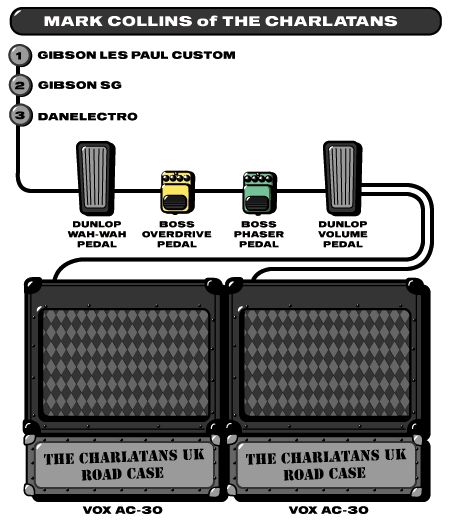 MARK COLLINS of THE CHARLATANS
1 GIBSON LES PAUL CUSTOM
2 GIBSON SG
3 DANELECTRO
DUNLOP
WAH-WAH
PEDAL
BOSS
OVERDRIVE
PEDAL
BOSS
PHASER
PEDAL
DUNLOP
VOLUME
PEDAL
THE CHARLATANS UK
ROAD CASE
THE CHARLATANS UK
ROAD CASE
VOX AC-30
VOX AC-30